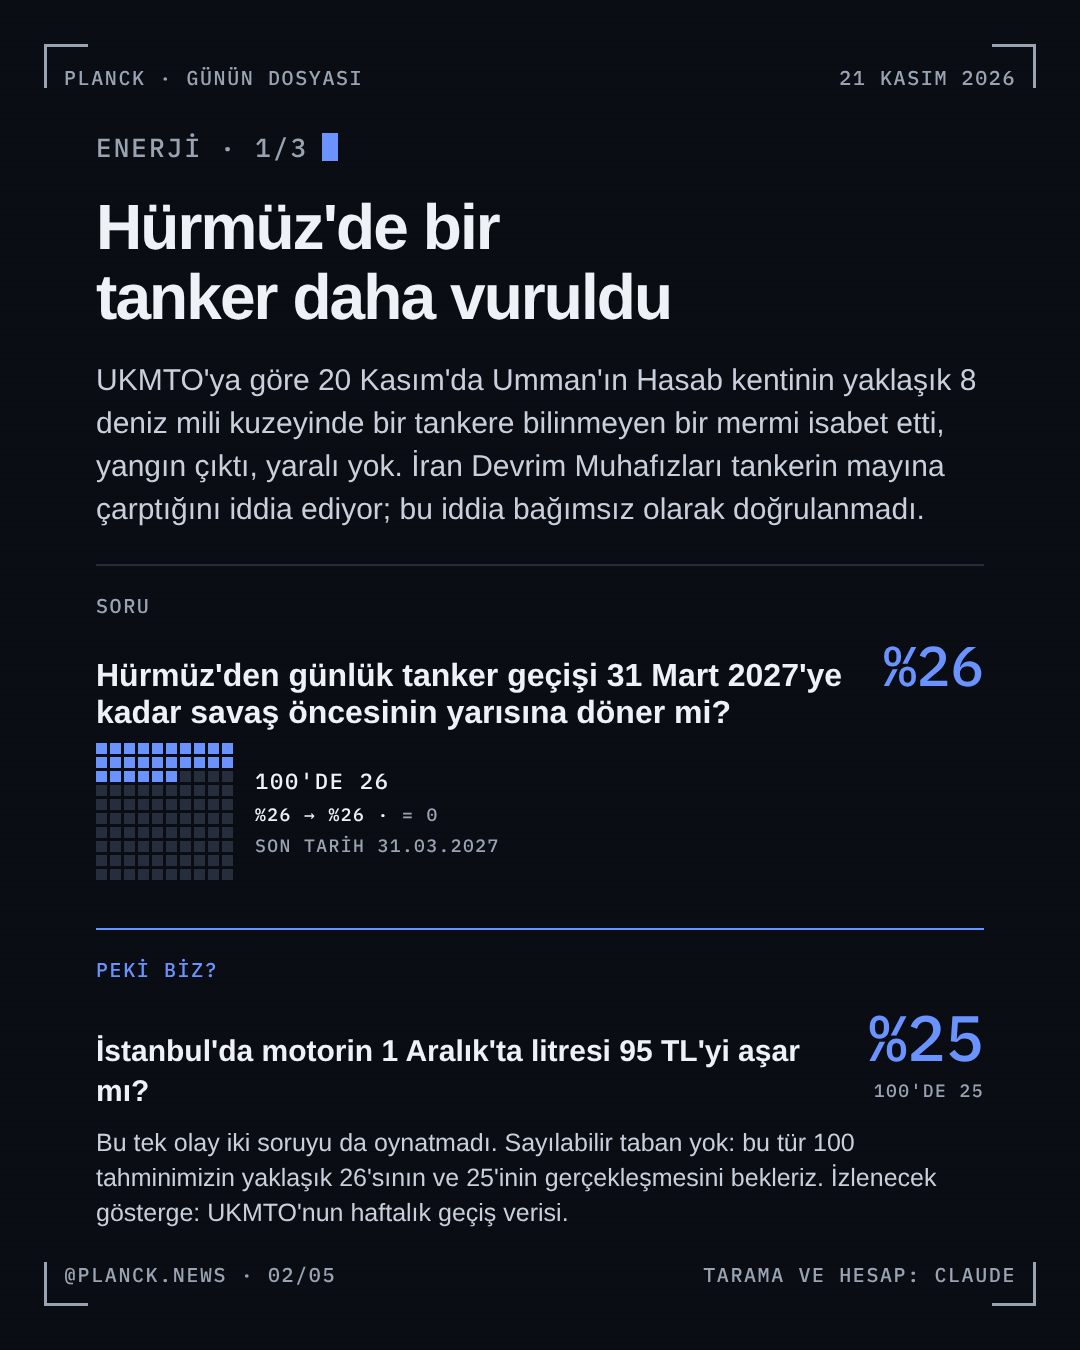 PLANCK · GÜNÜN DOSYASI
21 KASIM 2026
ENERJİ · 1/3
Hürmüz'de bir
tanker daha vuruldu
UKMTO'ya göre 20 Kasım'da Umman'ın Hasab kentinin yaklaşık 8
deniz mili kuzeyinde bir tankere bilinmeyen bir mermi isabet etti,
yangın çıktı, yaralı yok. İran Devrim Muhafızları tankerin mayına
çarptığını iddia ediyor; bu iddia bağımsız olarak doğrulanmadı.
SORU
Hürmüz'den günlük tanker geçişi 31 Mart 2027'ye
kadar savaş öncesinin yarısına döner mi?
%26
100'DE 26
%26 → %26 · = 0
SON TARİH 31.03.2027
PEKİ BİZ?
İstanbul'da motorin 1 Aralık'ta litresi 95 TL'yi aşar
mı?
%25
100'DE 25
Bu tek olay iki soruyu da oynatmadı. Sayılabilir taban yok: bu tür 100
tahminimizin yaklaşık 26'sının ve 25'inin gerçekleşmesini bekleriz. İzlenecek
gösterge: UKMTO'nun haftalık geçiş verisi.
@PLANCK.NEWS · 02/05
TARAMA VE HESAP: CLAUDE